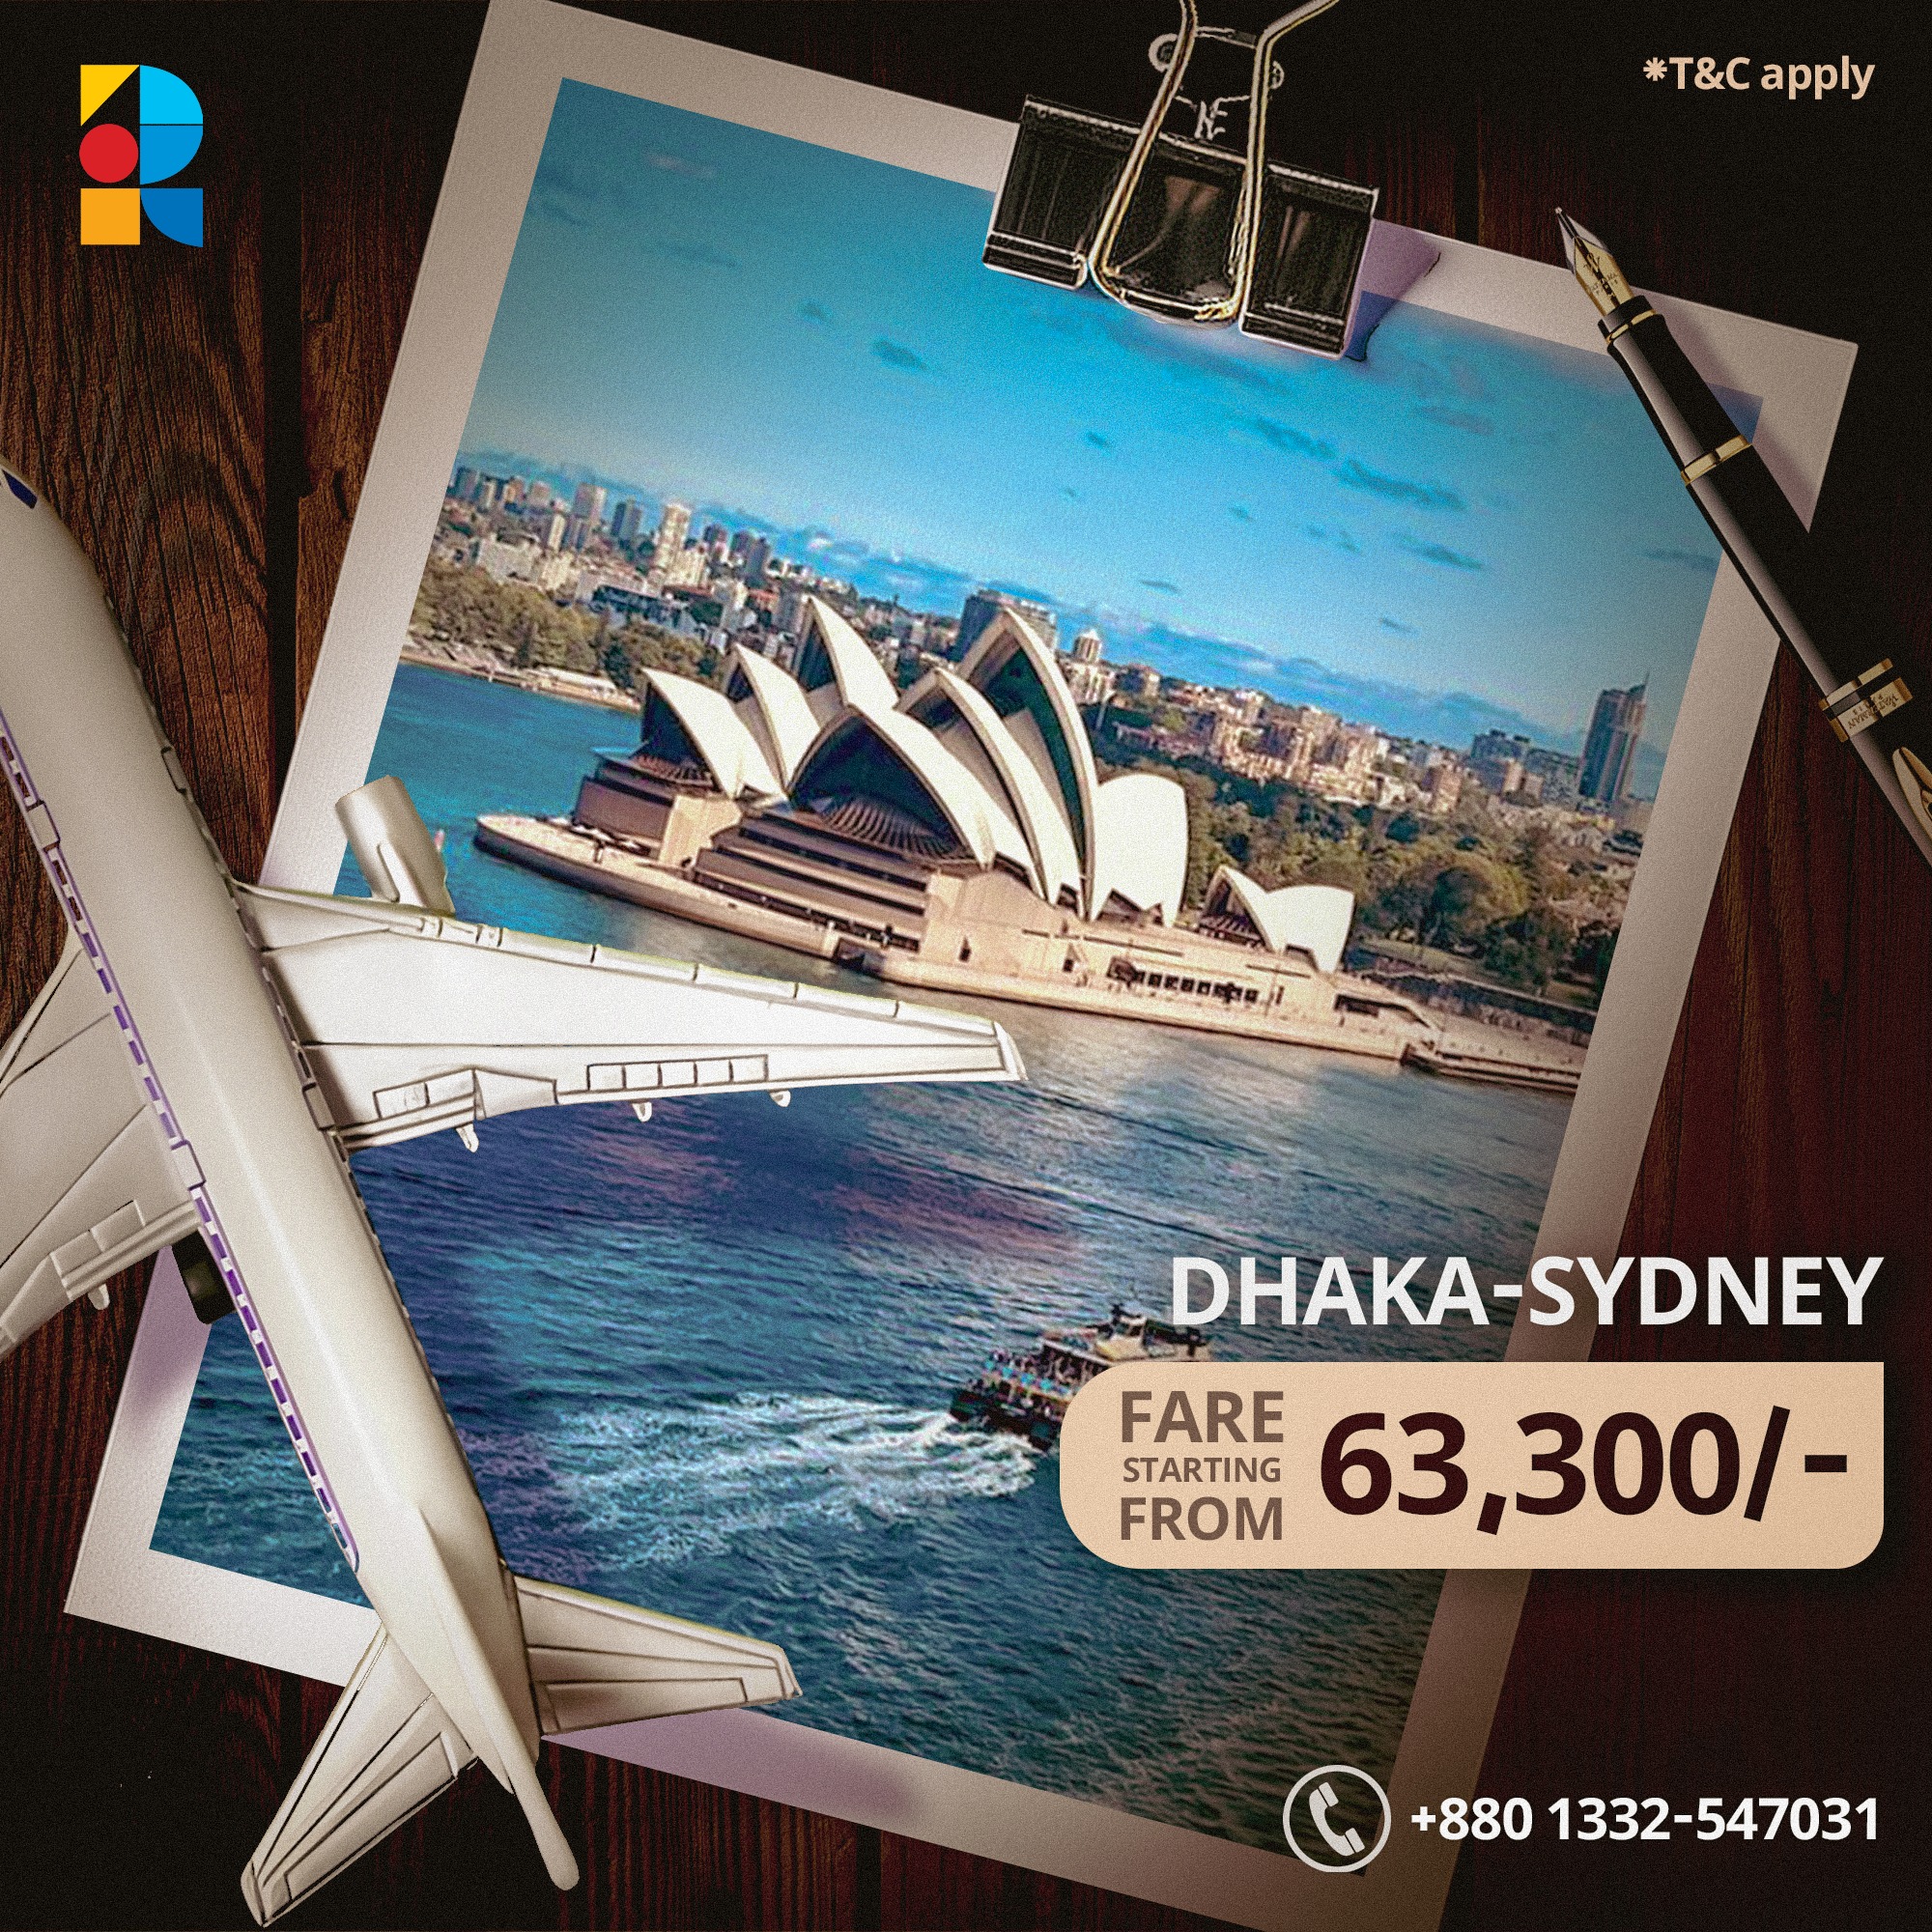 *T&C apply
DHAKA-SYDNEY
FARE
STARTING
FROM
63,300/-
+880 1332-547031